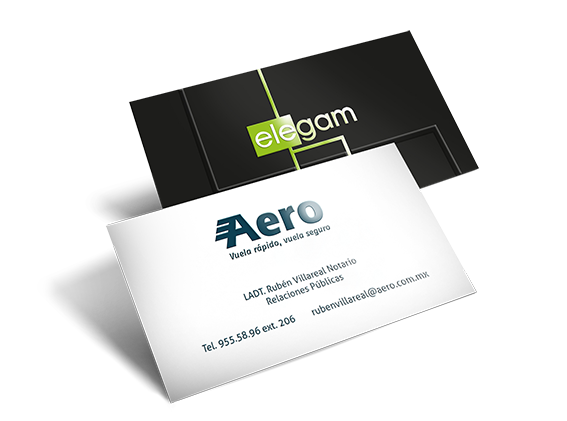 elegam
Aero
Vuela rápido, vuela seguro
LADT. Rubén Villareal Notario
Relaciones Públicas
Tel. 955.58.96 ext. 206 rubenvillareal@aero.com.mx